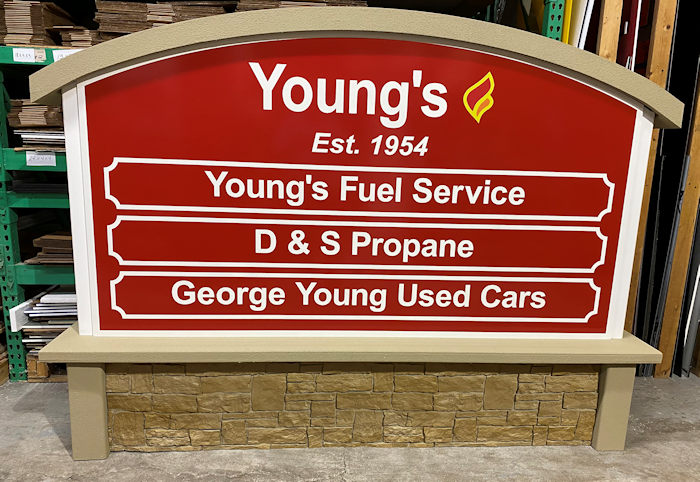 Young's
Est. 1954
Young's Fuel Service
D & S Propane
George Young Used Cars